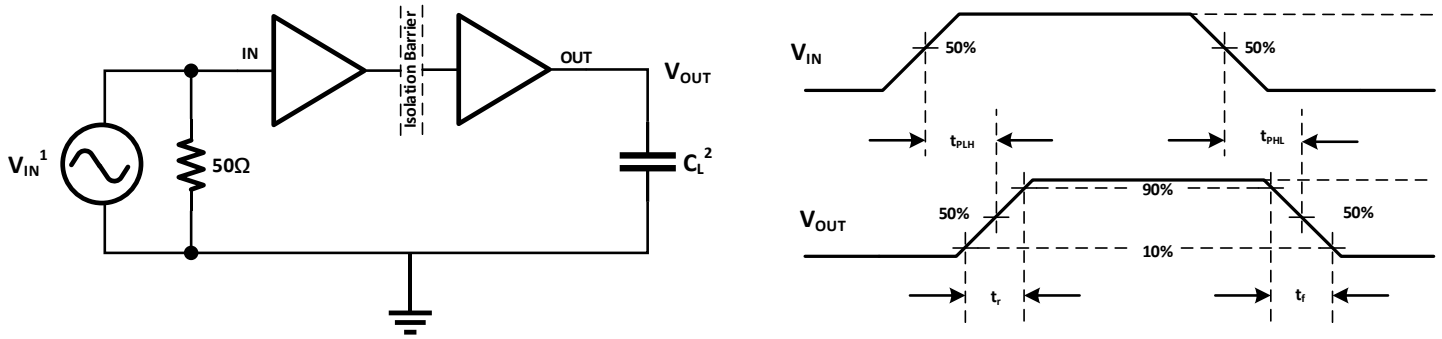 IN
Isolation Barrier
OUT
V_OUT
V_IN^1
50Ω
C_L^2
V_IN
50%
50%
t_PLH
t_PHL
V_OUT
50%
90%
50%
10%
t_r
t_f